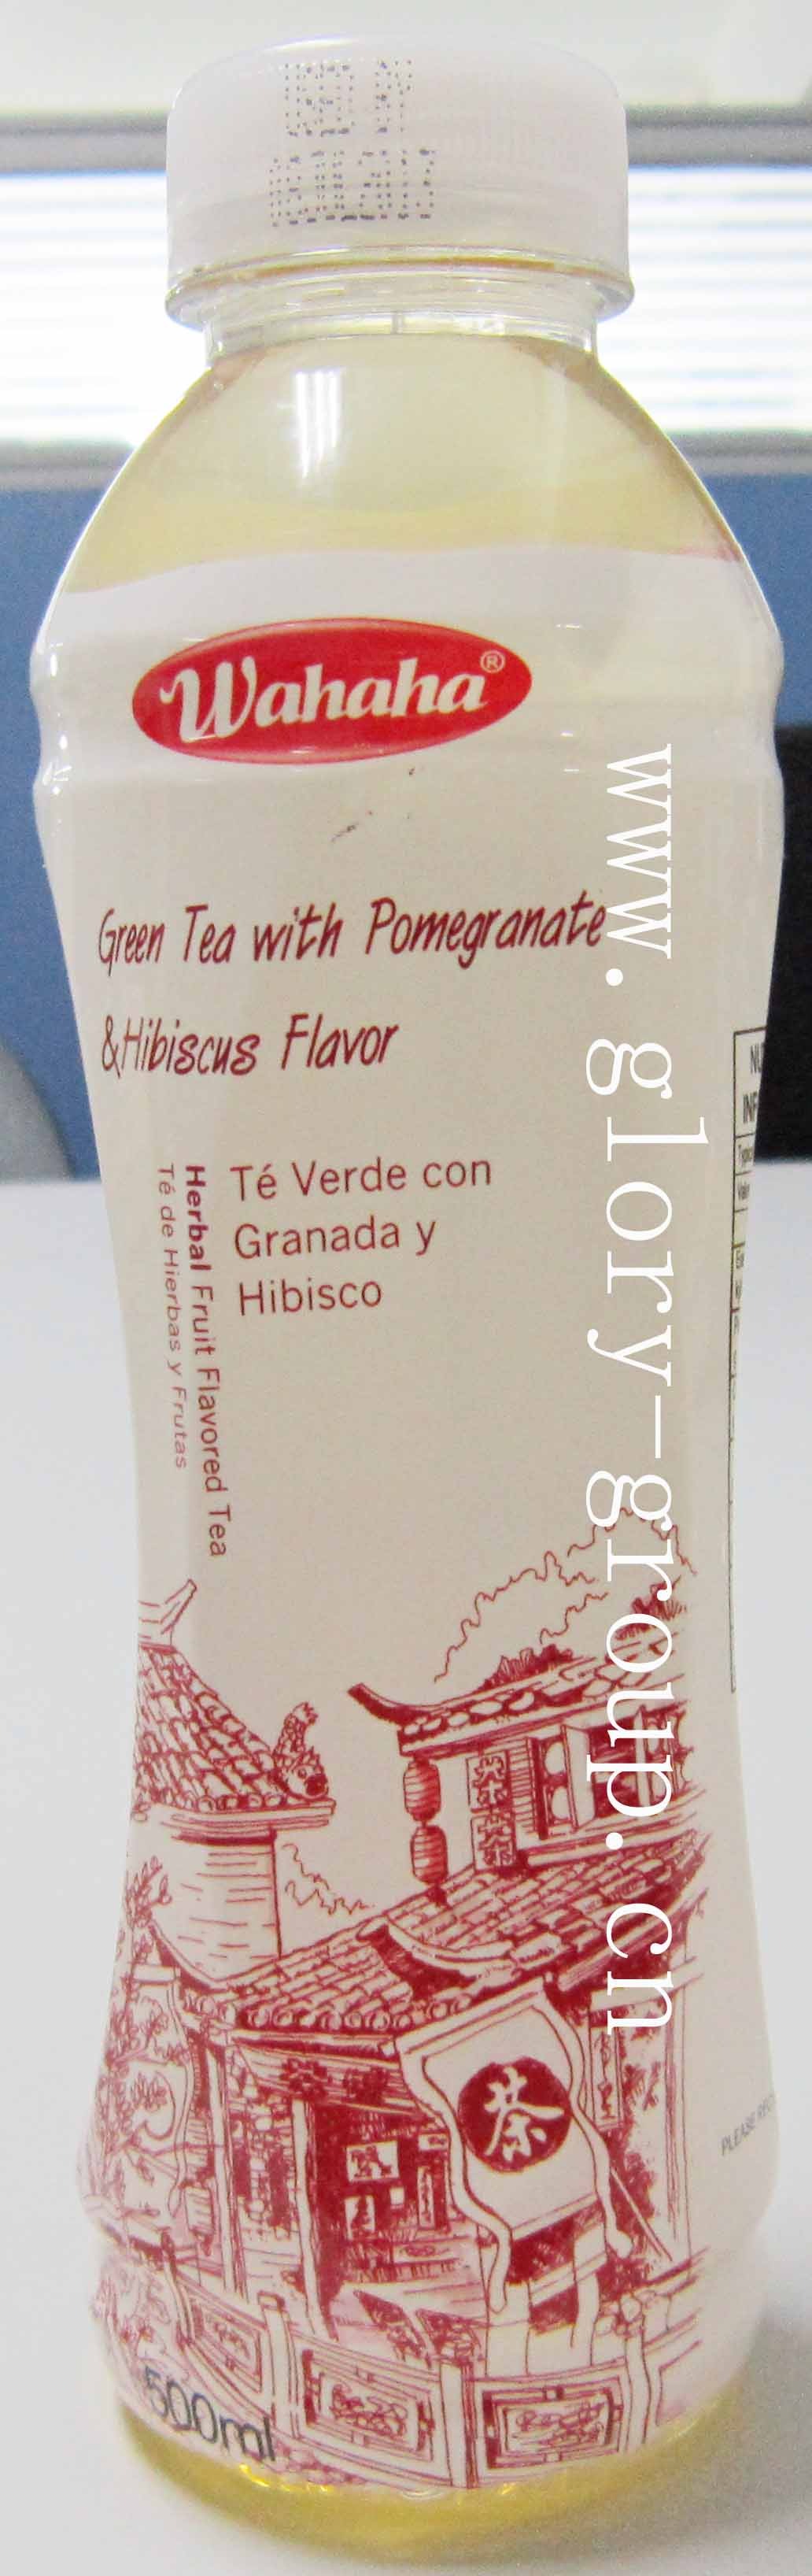 Wahaha®
Green Tea with Pomegranate
&Hibiscus Flavor
Té Verde con
Granada y
Hibisco
Herbal Fruit Flavored Tea
Té de Hierbas y Frutas
www.glory-group.cn
茶
500ml
PLEASE